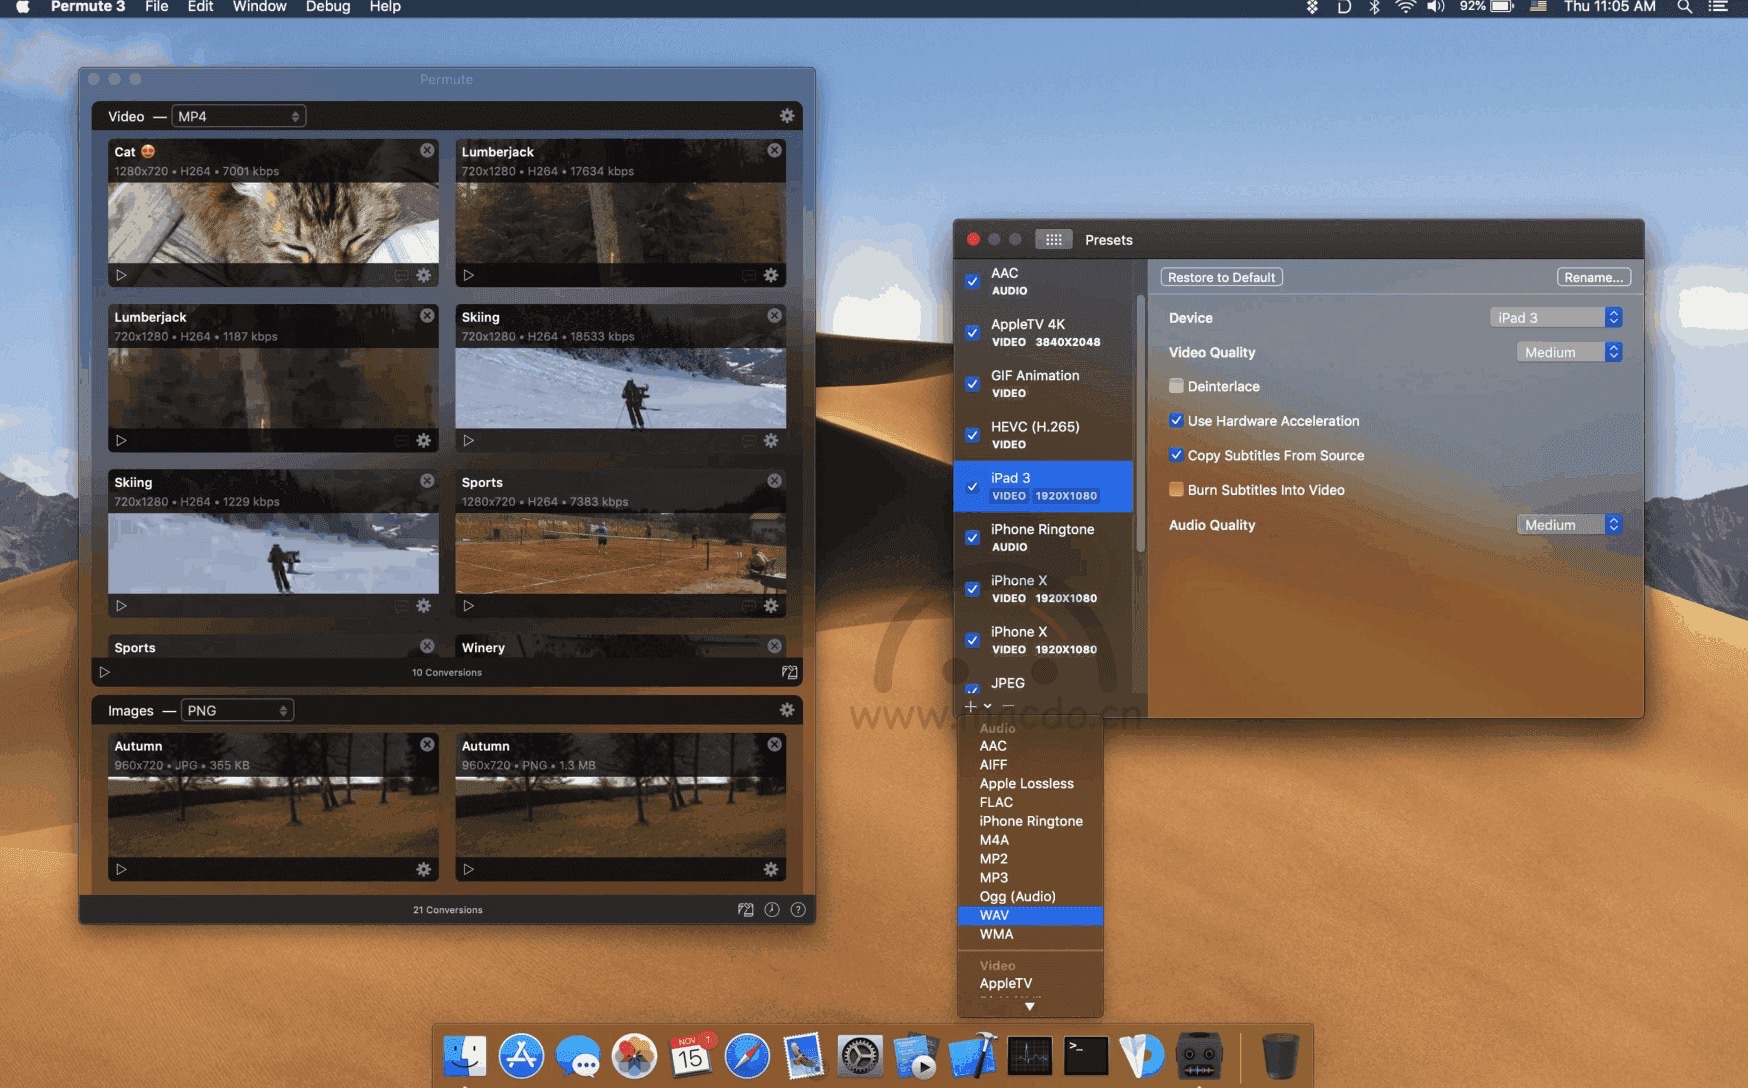 Permute 3 File Edit Window Debug Help
92% Thu 11:05 AM
Permute
Video — MP4
Cat
1280x720 • H264 • 7001 kbps
Lumberjack
720x1280 • H264 • 17634 kbps
Lumberjack
720x1280 • H264 • 1187 kbps
Skiing
720x1280 • H264 • 18533 kbps
Skiing
720x1280 • H264 • 1229 kbps
Sports
1280x720 • H264 • 7383 kbps
Sports
Winery
10 Conversions
Images — PNG
Autumn
960x720 • JPG • 355 KB
Autumn
960x720 • PNG • 1.3 MB
21 Conversions
Presets
AAC
AUDIO
AppleTV 4K
VIDEO 3840X2048
GIF Animation
VIDEO
HEVC (H.265)
VIDEO
iPad 3
VIDEO 1920X1080
iPhone Ringtone
AUDIO
iPhone X
VIDEO 1920X1080
iPhone X
VIDEO 1920X1080
JPEG
Restore to Default
Rename...
Device
iPad 3
Video Quality
Medium
Deinterlace
Use Hardware Acceleration
Copy Subtitles From Source
Burn Subtitles Into Video
Audio Quality
Medium
Audio
AAC
AIFF
Apple Lossless
FLAC
iPhone Ringtone
M4A
MP2
MP3
Ogg (Audio)
WAV
WMA
Video
AppleTV
NOV 1
15